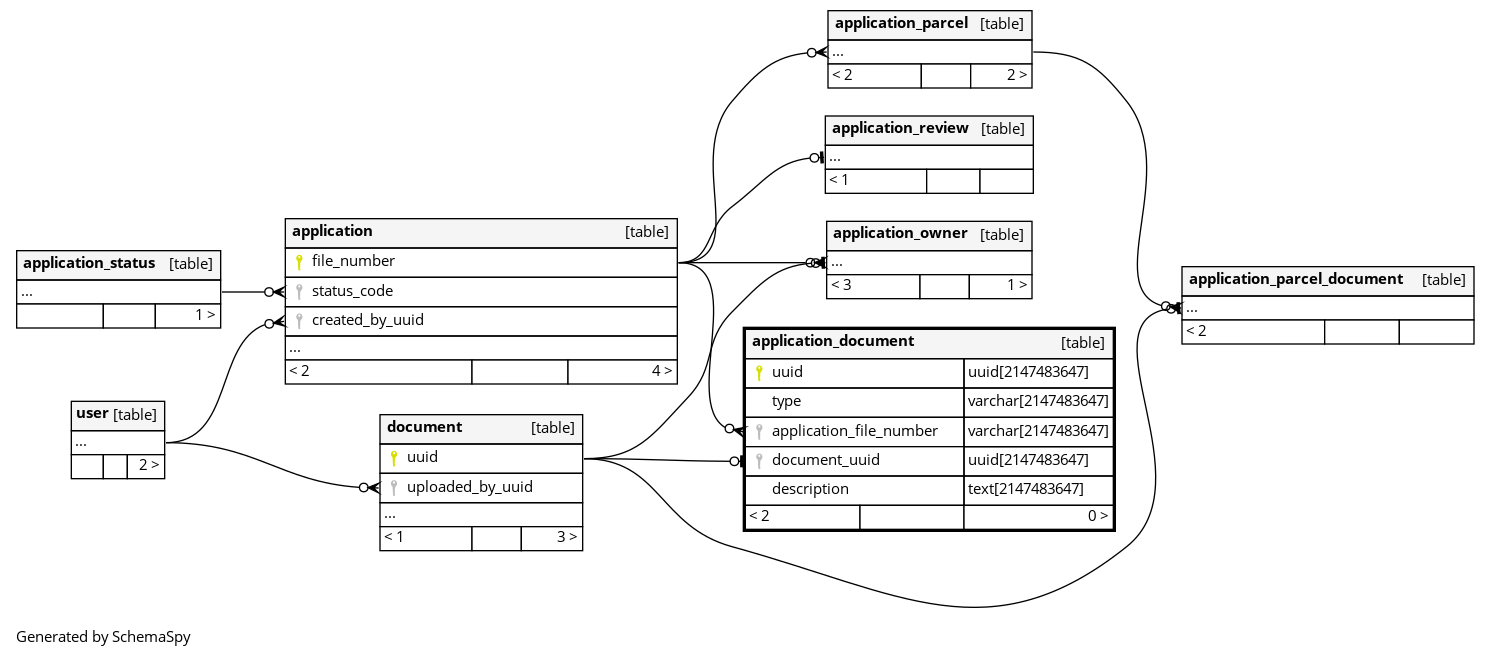 application_parcel [table]
...
< 2 2 >
application_review [table]
...
< 1
application_owner [table]
...
< 3 1 >
application [table]
file_number
status_code
created_by_uuid
...
< 2 4 >
application_status [table]
...
1 >
application_parcel_document [table]
...
< 2
application_document [table]
uuid uuid[2147483647]
type varchar[2147483647]
application_file_number varchar[2147483647]
document_uuid uuid[2147483647]
description text[2147483647]
< 2 0 >
user [table]
...
2 >
document [table]
uuid
uploaded_by_uuid
...
< 1 3 >
Generated by SchemaSpy